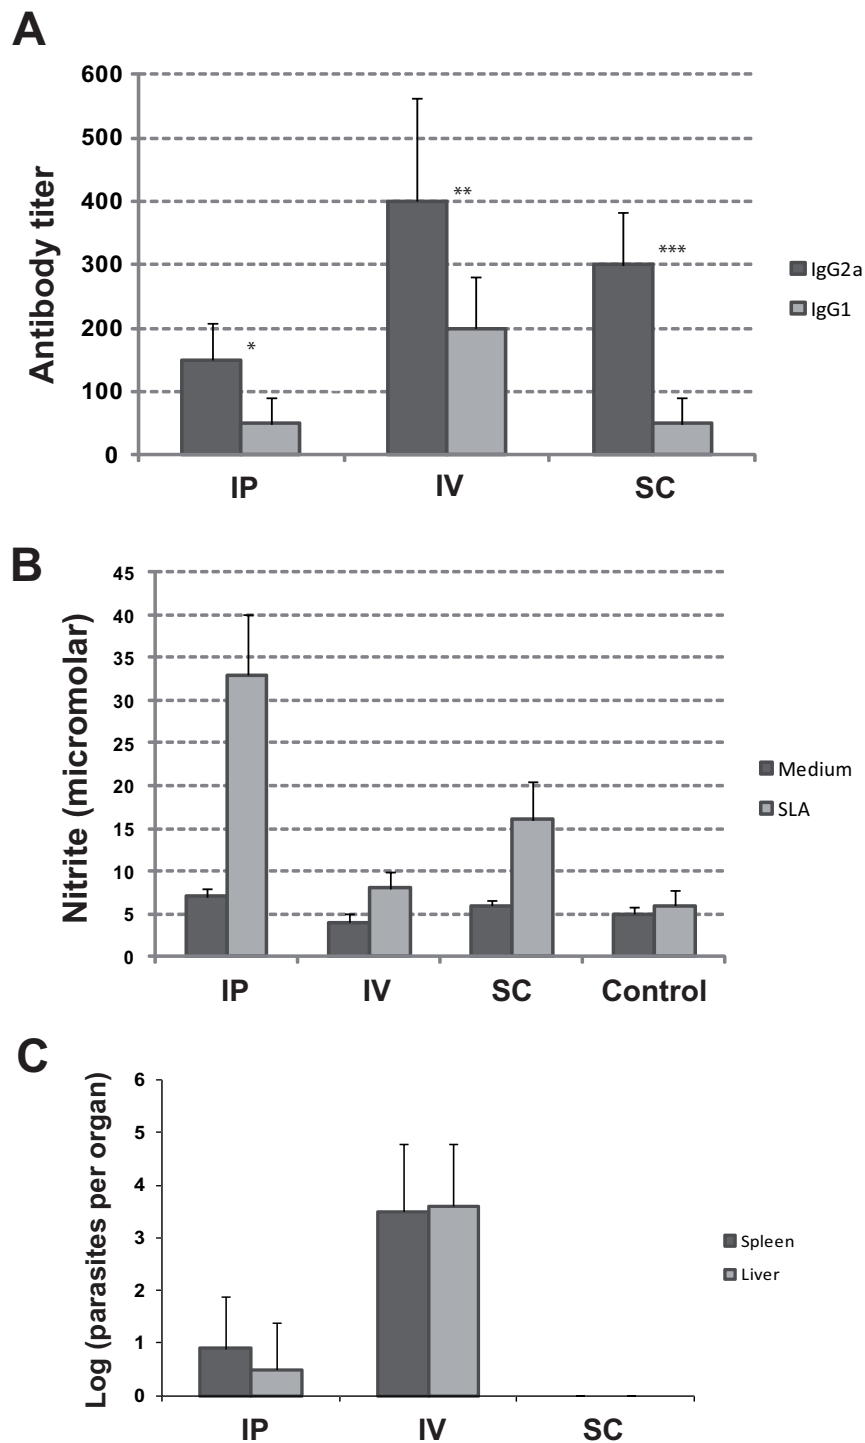 A
Antibody titer
600
500
400
300
200
100
0
*
**
***
IP
IV
SC
IgG2a
IgG1
B
Nitrite (micromolar)
45
40
35
30
25
20
15
10
5
0
IP
IV
SC
Control
Medium
SLA
C
Log (parasites per organ)
6
5
4
3
2
1
0
IP
IV
SC
Spleen
Liver